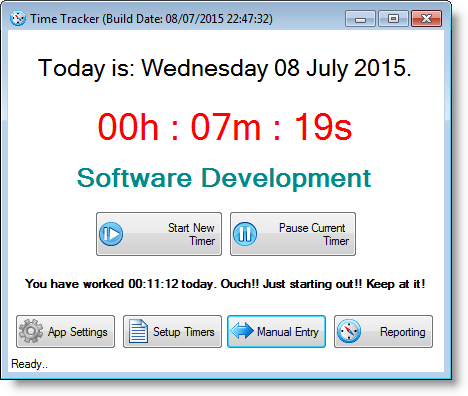 Time Tracker (Build Date: 08/07/2015 22:47:32)
Today is: Wednesday 08 July 2015.
00h : 07m : 19s
Software Development
Start New
Timer
Pause Current
Timer
You have worked 00:11:12 today. Ouch!! Just starting out!! Keep at it!
App Settings
Setup Timers
Manual Entry
Reporting
Ready..